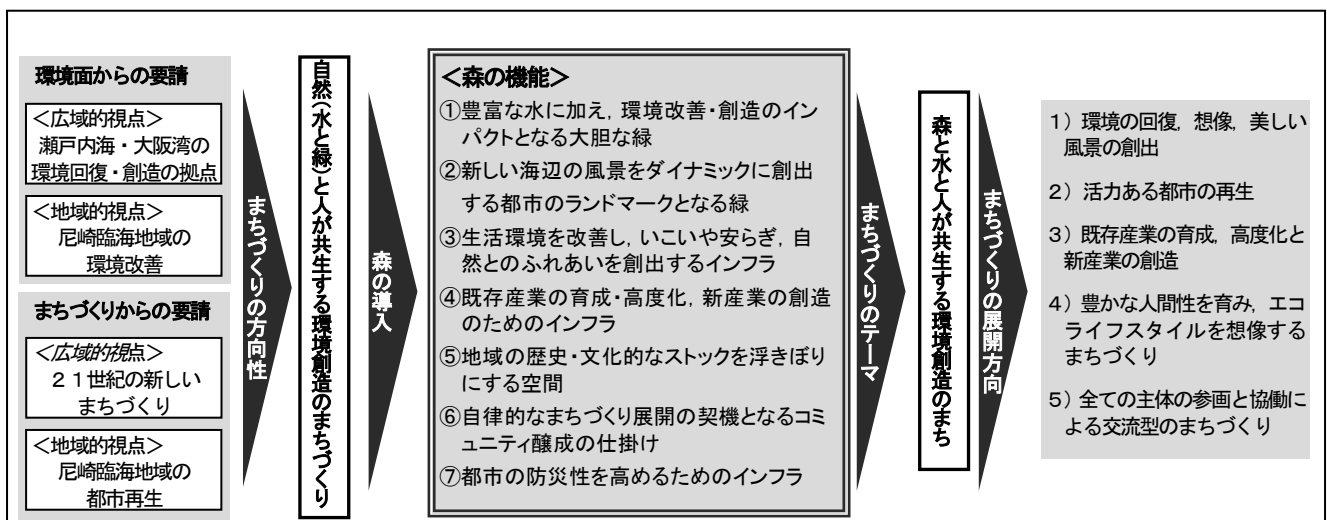 環境面からの要請
＜広域的視点＞
瀬戸内海・大阪湾の
環境回復・創造の拠点
＜地域的視点＞
尼崎臨海地域の
環境改善
まちづくりからの要請
＜広域的視点＞
２１世紀の新しい
まちづくり
＜地域的視点＞
尼崎臨海地域の
都市再生
まちづくりの方向性
自然（水と緑）と人が共生する環境創造のまちづくり
森の導入
＜森の機能＞
①豊富な水に加え，環境改善・創造のイン
パクトとなる大胆な緑
②新しい海辺の風景をダイナミックに創出
する都市のランドマークとなる緑
③生活環境を改善し，いこいや安らぎ，自
然とのふれあいを創出するインフラ
④既存産業の育成・高度化，新産業の創造
のためのインフラ
⑤地域の歴史・文化的なストックを浮きぼり
にする空間
⑥自律的なまちづくり展開の契機となるコミ
ュニティ醸成の仕掛け
⑦都市の防災性を高めるためのインフラ
まちづくりのテーマ
森と水と人が共生する環境創造のまち
まちづくりの展開方向
１）環境の回復，想像，美しい
風景の創出
２）活力ある都市の再生
３）既存産業の育成，高度化と
新産業の創造
４）豊かな人間性を育み，エコ
ライフスタイルを想像する
まちづくり
５）全ての主体の参画と協働に
よる交流型のまちづくり